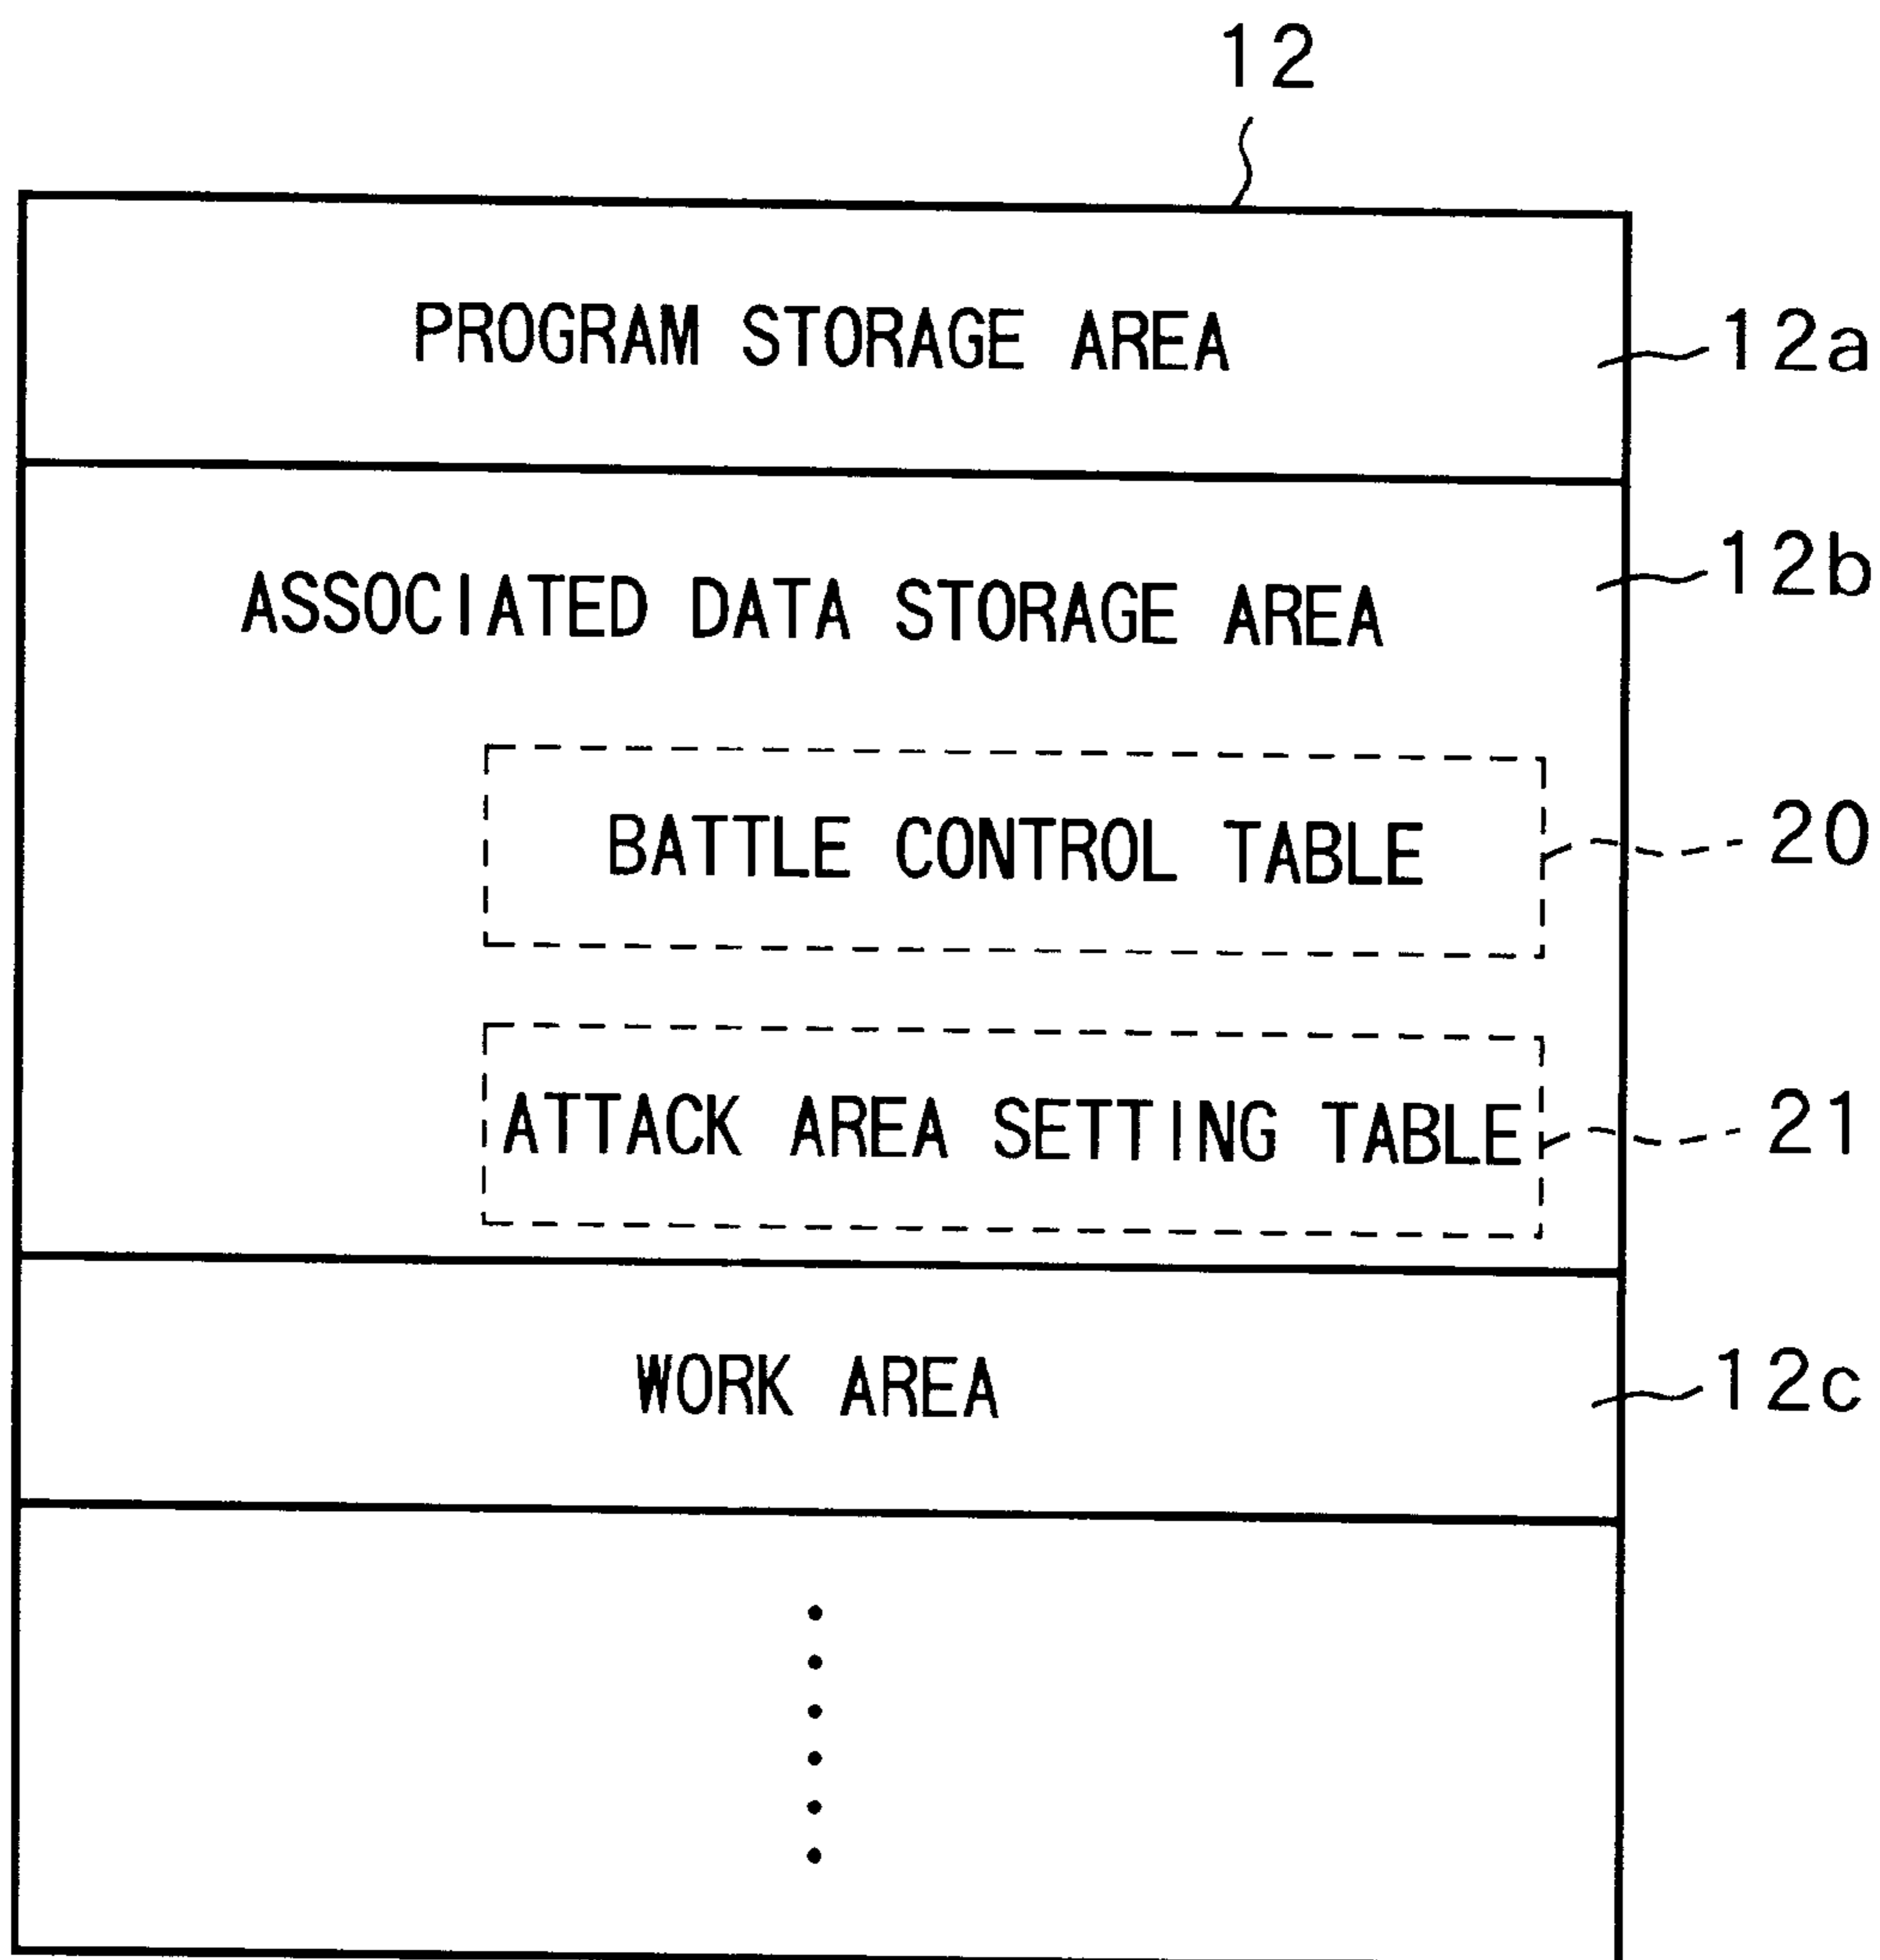 12
PROGRAM STORAGE AREA
12a
ASSOCIATED DATA STORAGE AREA
12b
BATTLE CONTROL TABLE
20
ATTACK AREA SETTING TABLE
21
WORK AREA
12c